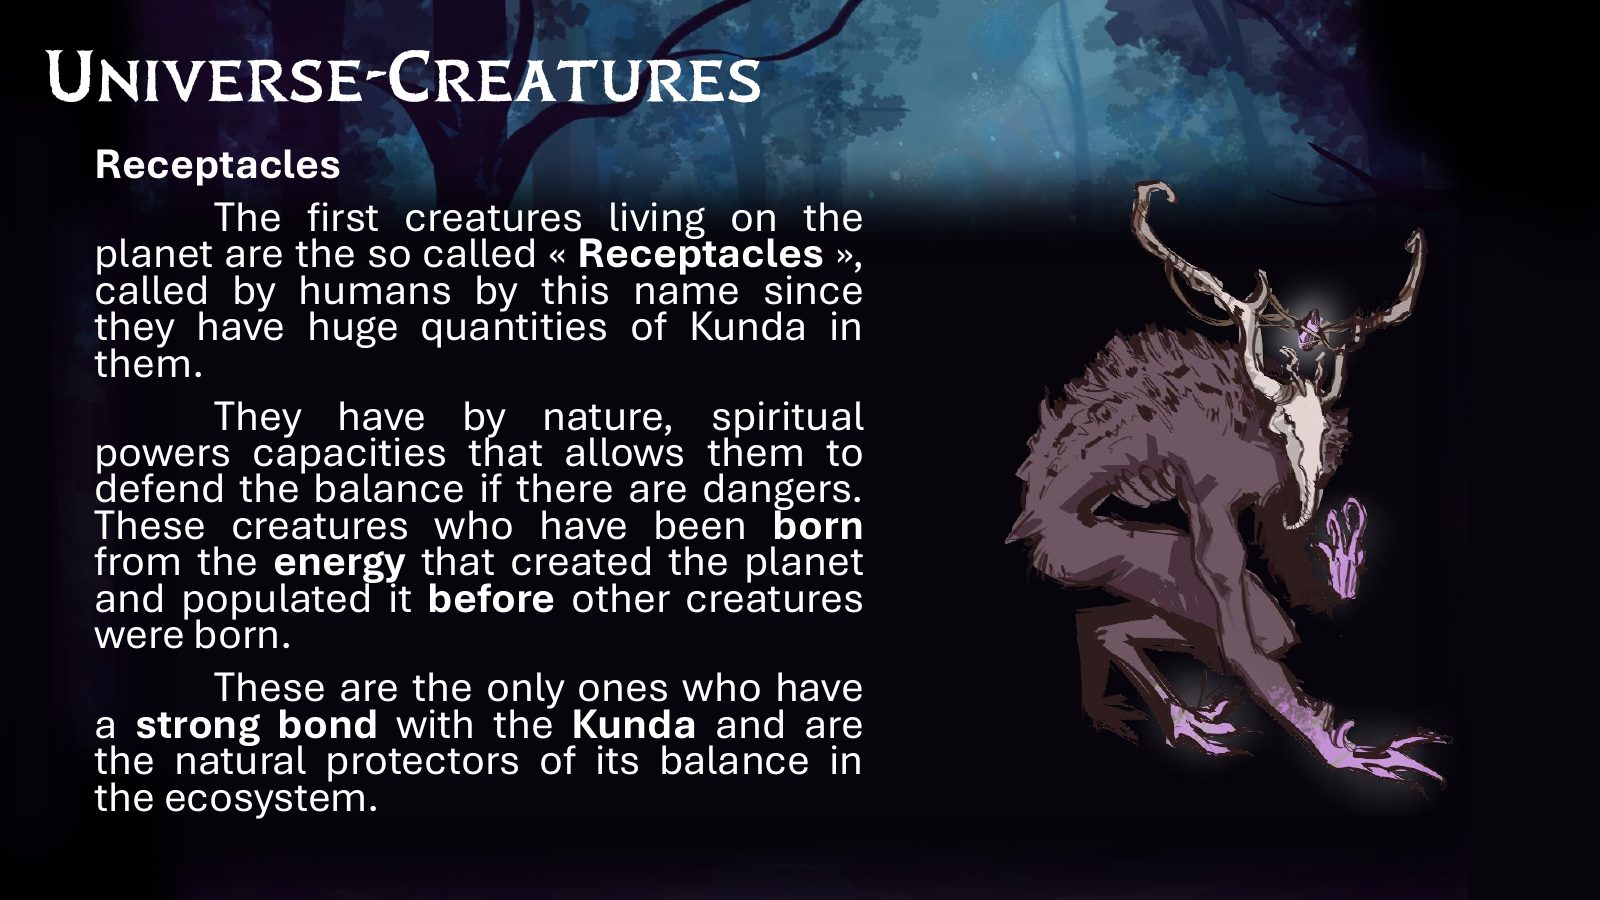 Universe-Creatures
Receptacles
The first creatures living on the
planet are the so called « Receptacles »,
called by humans by this name since
they have huge quantities of Kunda in
them.
They have by nature, spiritual
powers capacities that allows them to
defend the balance if there are dangers.
These creatures who have been born
from the energy that created the planet
and populated it before other creatures
were born.
These are the only ones who have
a strong bond with the Kunda and are
the natural protectors of its balance in
the ecosystem.